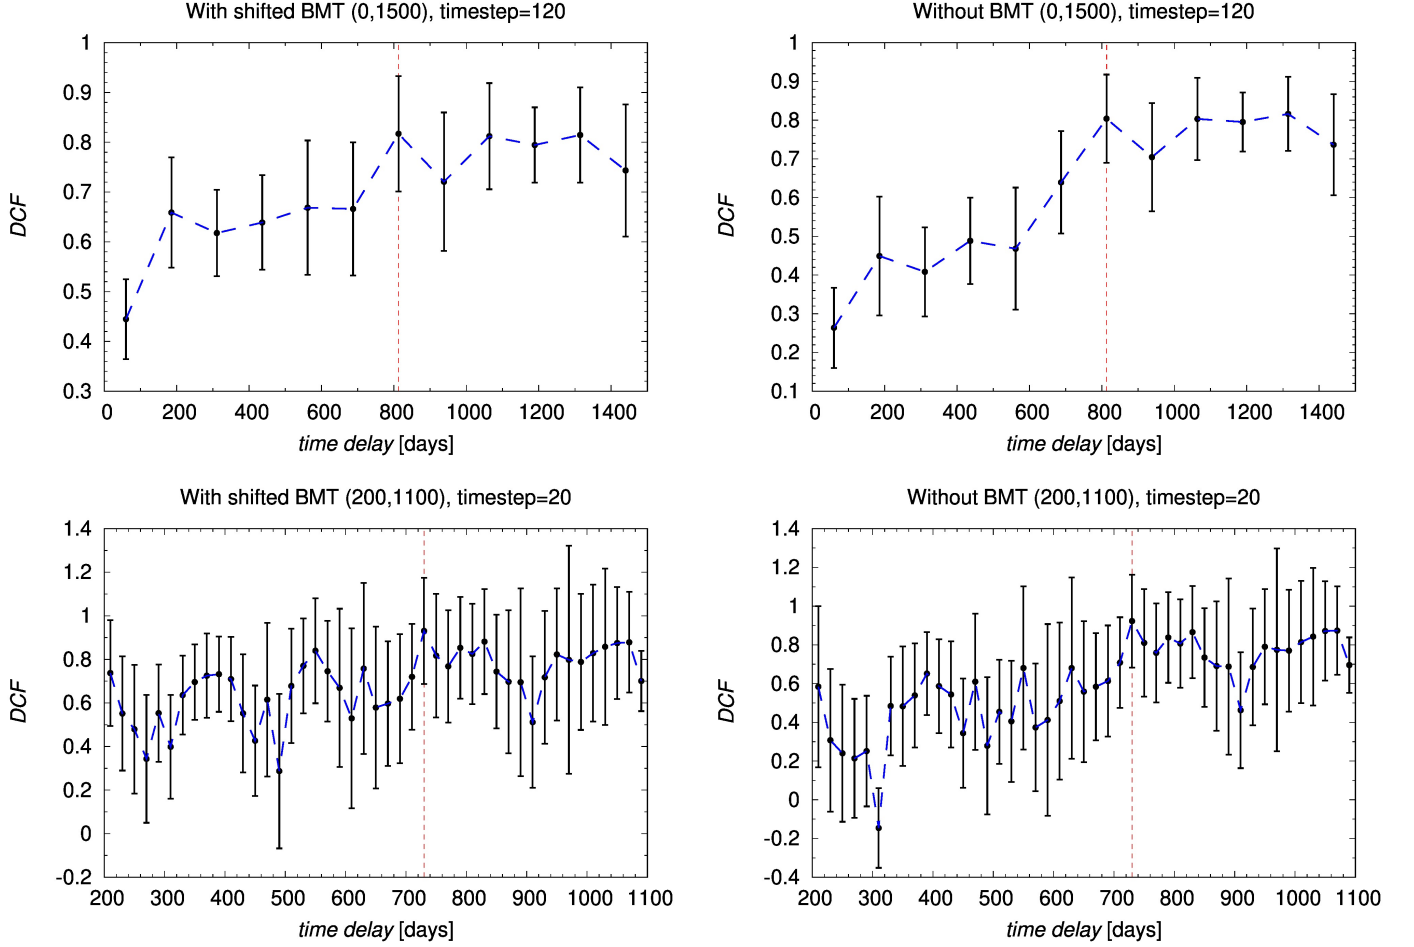 With shifted BMT (0,1500), timestep=120
1
0.9
0.8
0.7
0.6
0.5
0.4
0.3
DCF
0 200 400 600 800 1000 1200 1400
time delay [days]
Without BMT (0,1500), timestep=120
1
0.9
0.8
0.7
0.6
0.5
0.4
0.3
0.2
0.1
DCF
0 200 400 600 800 1000 1200 1400
time delay [days]
With shifted BMT (200,1100), timestep=20
1.4
1.2
1
0.8
0.6
0.4
0.2
0
-0.2
DCF
200 300 400 500 600 700 800 900 1000 1100
time delay [days]
Without BMT (200,1100), timestep=20
1.4
1.2
1
0.8
0.6
0.4
0.2
0
-0.2
-0.4
DCF
200 300 400 500 600 700 800 900 1000 1100
time delay [days]